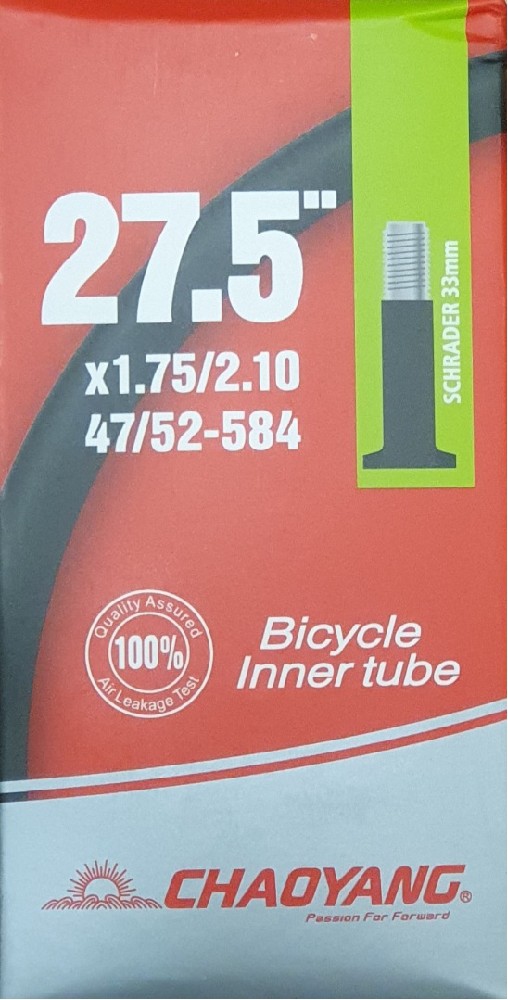 27.5"
x1.75/2.10
47/52-584
SCHRADER 33mm
Quality Assured
100%
Air Leakage Test
Bicycle
Inner tube
CHAOYANG®
Passion For Forward